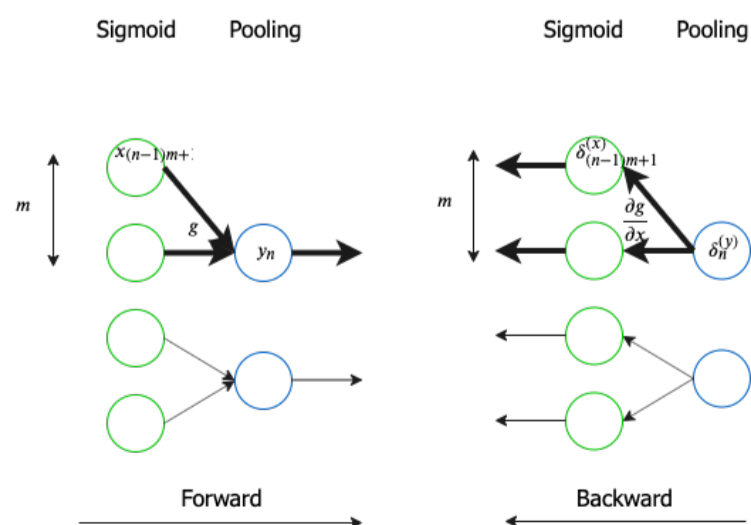 Sigmoid Pooling
Sigmoid Pooling
x(n−1)m+1
δ(n−1)m+1^(x)
m
m
g
∂g
∂x
yn
δn^(y)
Forward
Backward